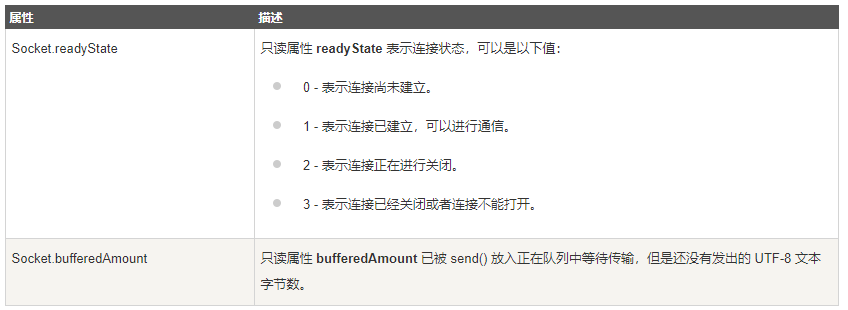 属性 描述
Socket.readyState 只读属性 readyState 表示连接状态，可以是以下值：
0 - 表示连接尚未建立。
1 - 表示连接已建立，可以进行通信。
2 - 表示连接正在进行关闭。
3 - 表示连接已经关闭或者连接不能打开。
Socket.bufferedAmount 只读属性 bufferedAmount 已被 send() 放入正在队列中等待传输，但是还没有发出的 UTF-8 文本
字节数。